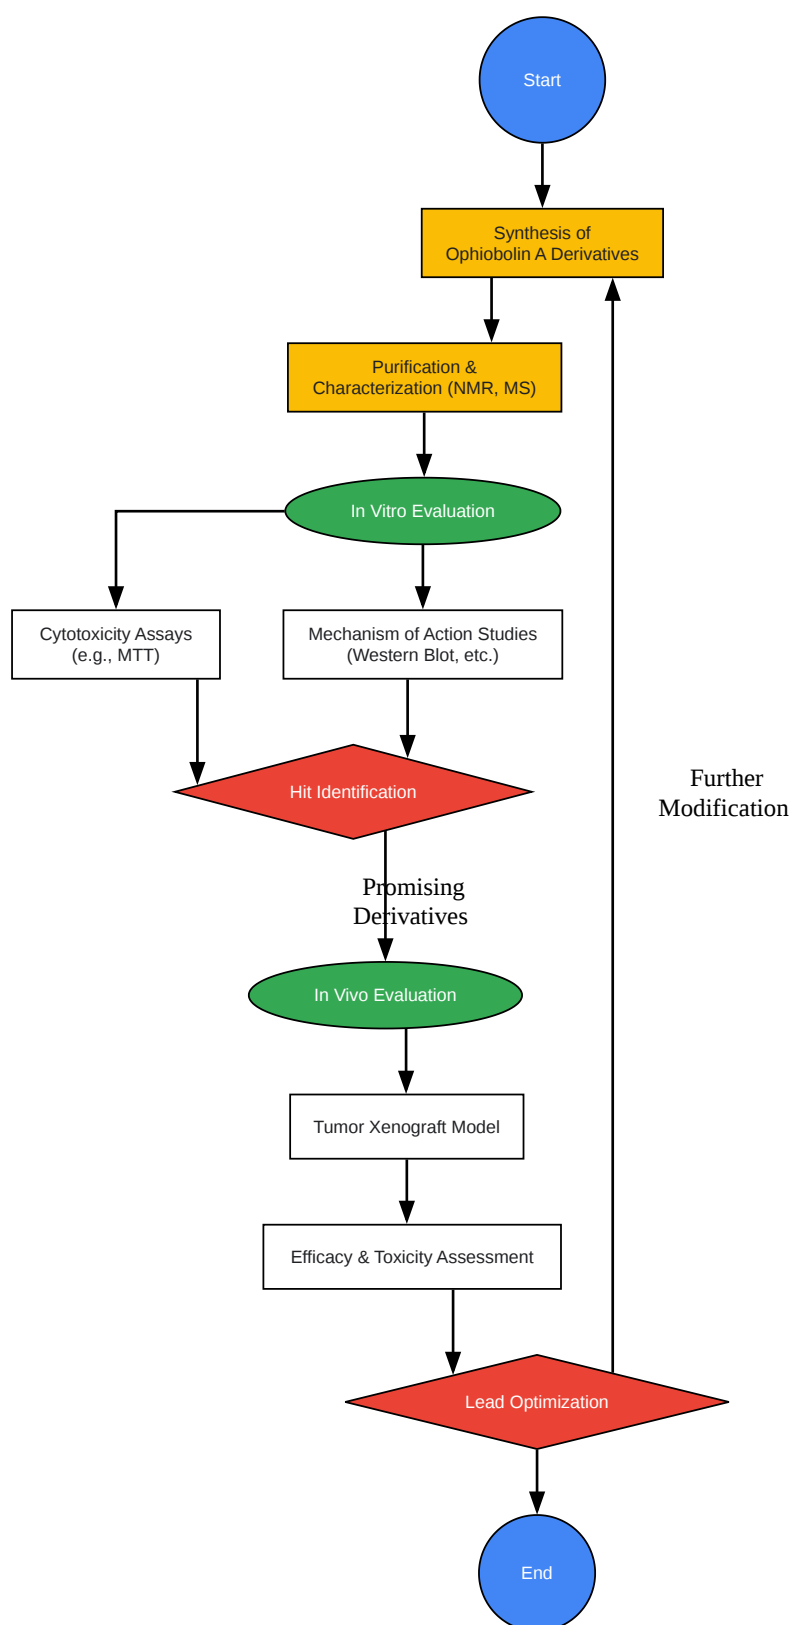 Start
Synthesis of
Ophiobolin A Derivatives
Purification &
Characterization (NMR, MS)
In Vitro Evaluation
Cytotoxicity Assays
(e.g., MTT)
Mechanism of Action Studies
(Western Blot, etc.)
Hit Identification
Further
Modification
Promising
Derivatives
In Vivo Evaluation
Tumor Xenograft Model
Efficacy & Toxicity Assessment
Lead Optimization
End